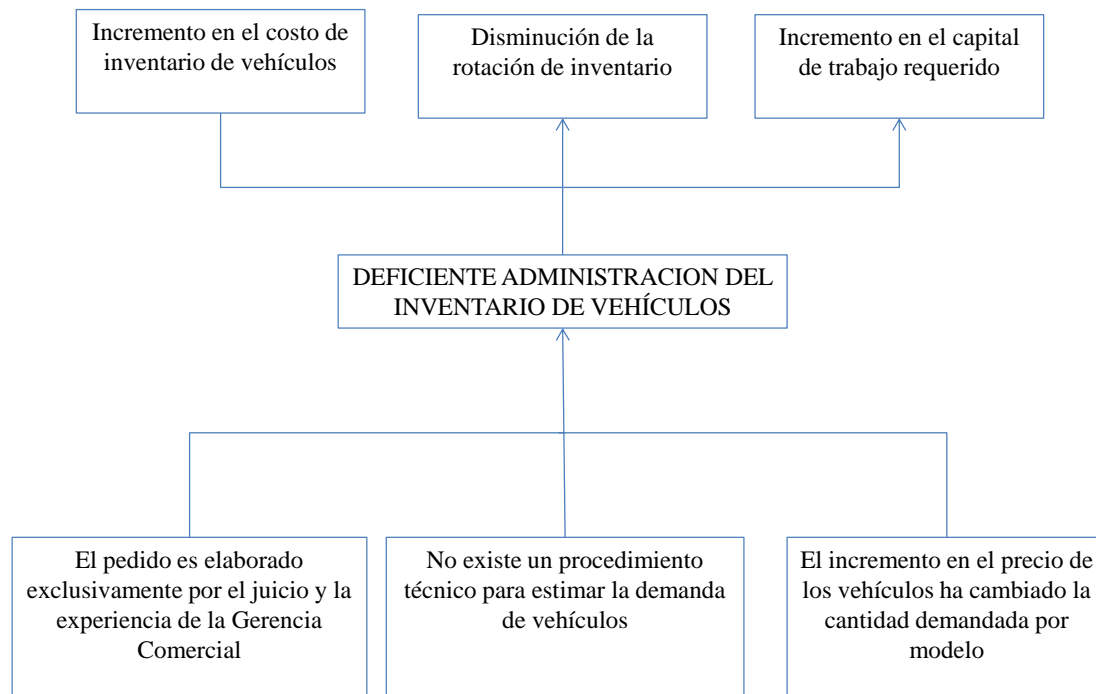 Incremento en el costo de
inventario de vehículos
Disminución de la
rotación de inventario
Incremento en el capital
de trabajo requerido
DEFICIENTE ADMINISTRACION DEL
INVENTARIO DE VEHÍCULOS
El pedido es elaborado
exclusivamente por el juicio y la
experiencia de la Gerencia
Comercial
No existe un procedimiento
técnico para estimar la demanda
de vehículos
El incremento en el precio de
los vehículos ha cambiado la
cantidad demandada por
modelo